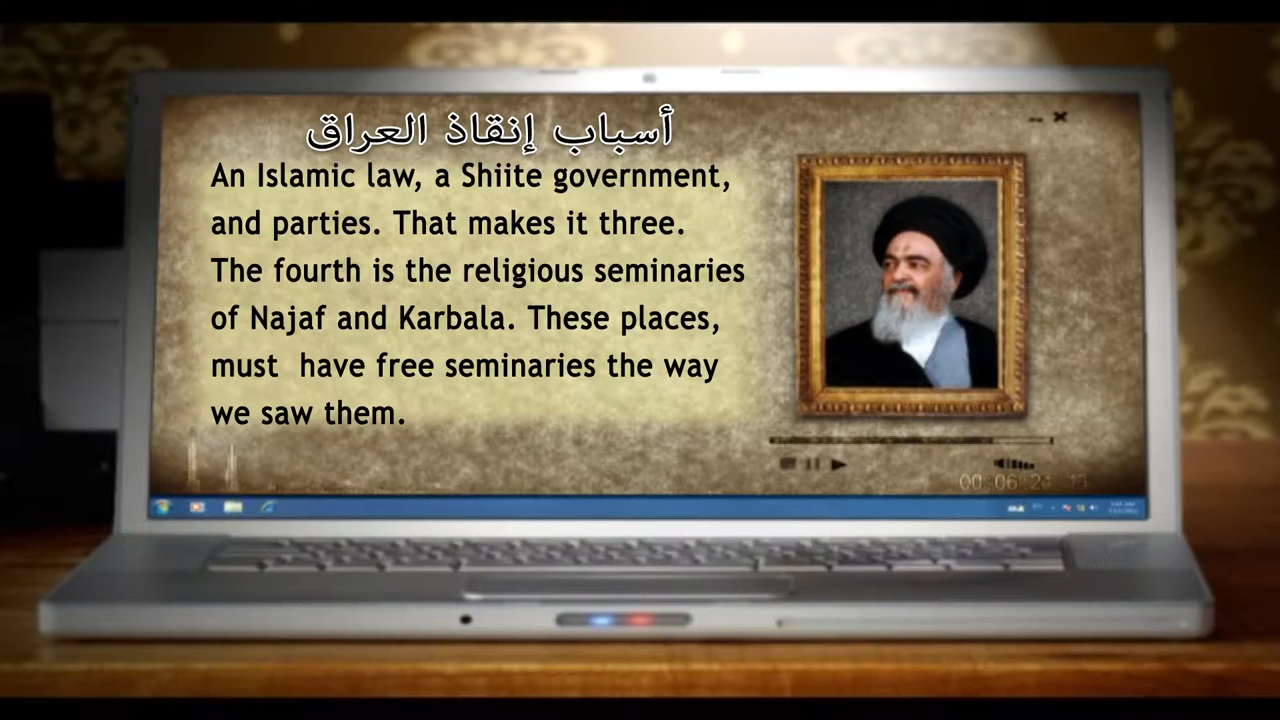 أسباب إنقاذ العراق
An Islamic law, a Shiite government,
and parties. That makes it three.
The fourth is the religious seminaries
of Najaf and Karbala. These places,
must  have free seminaries the way
we saw them.